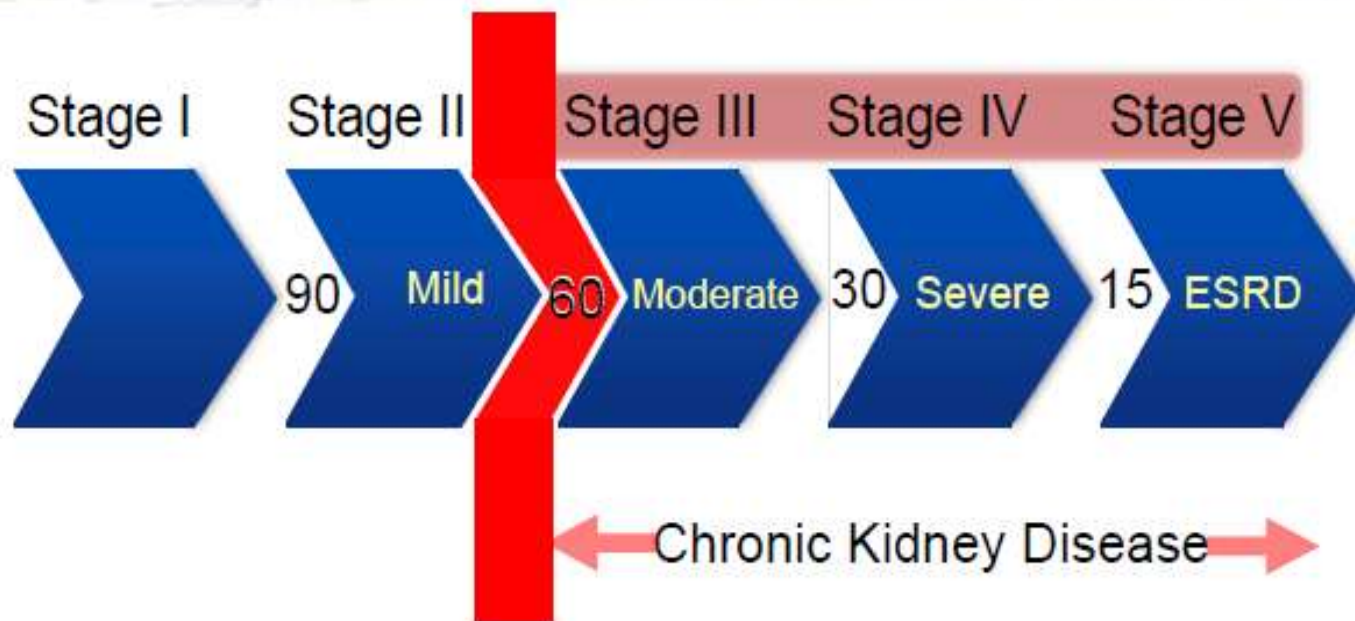 Stage I Stage II Stage III Stage IV Stage V
90 Mild 60 Moderate 30 Severe 15 ESRD
Chronic Kidney Disease